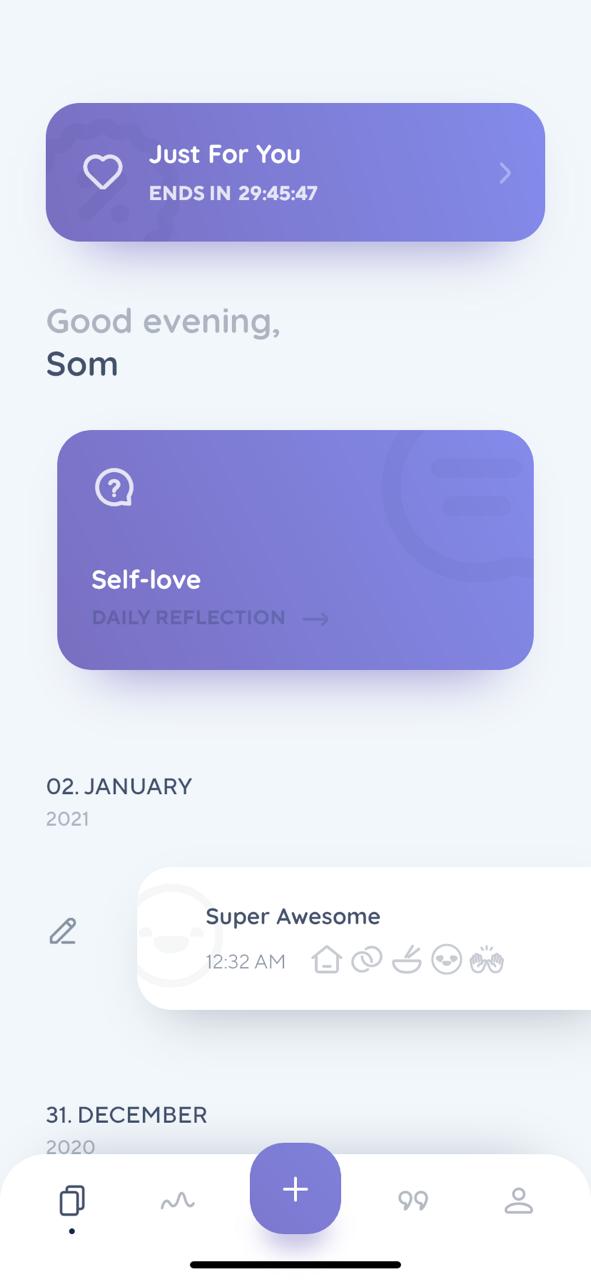 Just For You
ENDS IN 29:45:47
Good evening,
Som
Self-love
DAILY REFLECTION
02. JANUARY
2021
Super Awesome
12:32 AM
31. DECEMBER
2020